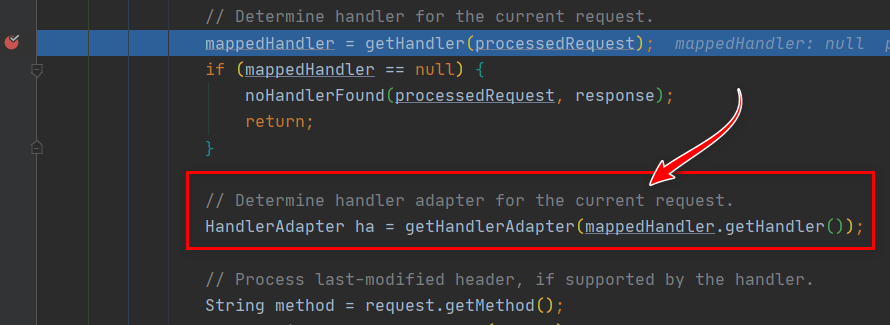 // Determine handler for the current request.
mappedHandler = getHandler(processedRequest); mappedHandler: null
if (mappedHandler == null) {
noHandlerFound(processedRequest, response);
return;
}
// Determine handler adapter for the current request.
HandlerAdapter ha = getHandlerAdapter(mappedHandler.getHandler());
// Process last-modified header, if supported by the handler.
String method = request.getMethod();